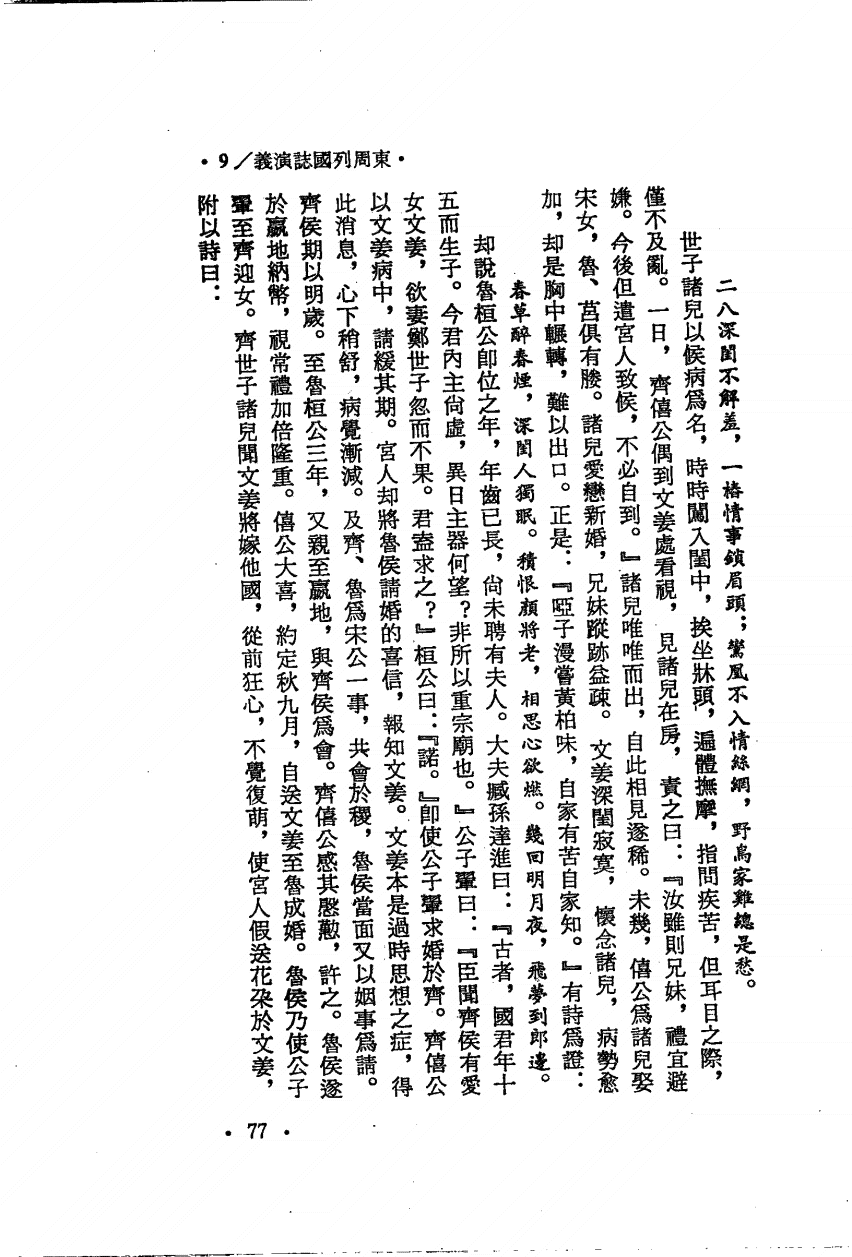 ·東周列國誌演義／9·
二八深閨不解羞，一樁情事鎖眉頭；鸞凰不入情絲網，野鳥家雞總是愁。
世子諸兒以候病爲名，時時闖入閨中，挨坐牀頭，遍體撫摩，指問疾苦，但耳目之際，
僅不及亂。一日，齊僖公偶到文姜處看視，見諸兒在房，責之曰：『汝雖則兄妹，禮宜避
嫌。今後但遣宮人致候，不必自到。』諸兒唯唯而出，自此相見遂稀。未幾，僖公爲諸兒娶
宋女，魯、莒俱有媵。諸兒愛戀新婚，兄妹蹤跡益疎。文姜深閨寂寞，懷念諸兒，病勢愈
加，却是胸中輾轉，難以出口。正是：『啞子漫嘗黃柏味，自家有苦自家知。』有詩爲證：
春草醉春煙，深閨人獨眠。積恨顏將老，相思心欲燃。幾回明月夜，飛夢到郎邊。
却說魯桓公卽位之年，年齒已長，尙未聘有夫人。大夫臧孫達進曰：『古者，國君年十
五而生子。今君內主尙虛，異日主器何望？非所以重宗廟也。』公子翬曰：『臣聞齊侯有愛
女文姜，欲妻鄭世子忽而不果。君盍求之？』桓公曰：『諾。』卽使公子翬求婚於齊。齊僖公
以文姜病中，請緩其期。宮人却將魯侯請婚的喜信，報知文姜。文姜本是過時思想之症，得
此消息，心下稍舒，病覺漸減。及齊、魯爲宋公一事，共會於稷，魯侯當面又以姻事爲請。
齊侯期以明歲。至魯桓公三年，又親至嬴地，與齊侯爲會。齊僖公感其慇懃，許之。魯侯遂
於嬴地納幣，視常禮加倍隆重。僖公大喜，約定秋九月，自送文姜至魯成婚。魯侯乃使公子
翬至齊迎女。齊世子諸兒聞文姜將嫁他國，從前狂心，不覺復萌，使宮人假送花朶於文姜，
附以詩曰：
·77·